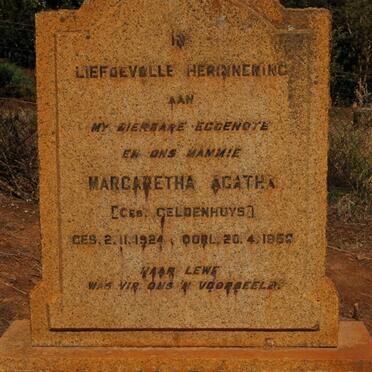 IN
LIEFDEVOLLE HERINNERING
AAN
MY DIERBARE EGGENOTE
EN ONS MAMMIE
MARGARETHA AGATHA
[GEB. GELDENHUYS]
GEB. 2.11.1924 OORL. 20.4.1966
HAAR LEWE
WAS VIR ONS 'N VOORBEELD.